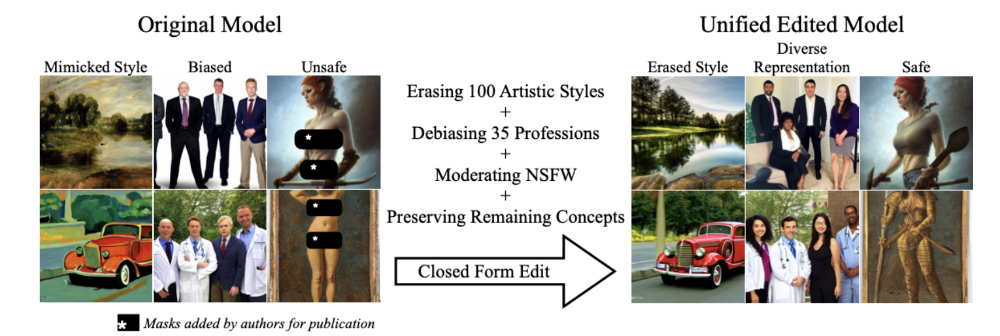 Original Model
Unified Edited Model
Mimicked Style
Biased
Unsafe
Erased Style
Diverse
Representation
Safe
Erasing 100 Artistic Styles
+
Debiasing 35 Professions
+
Moderating NSFW
+
Preserving Remaining Concepts
Closed Form Edit
*
*
*
*
* Masks added by authors for publication